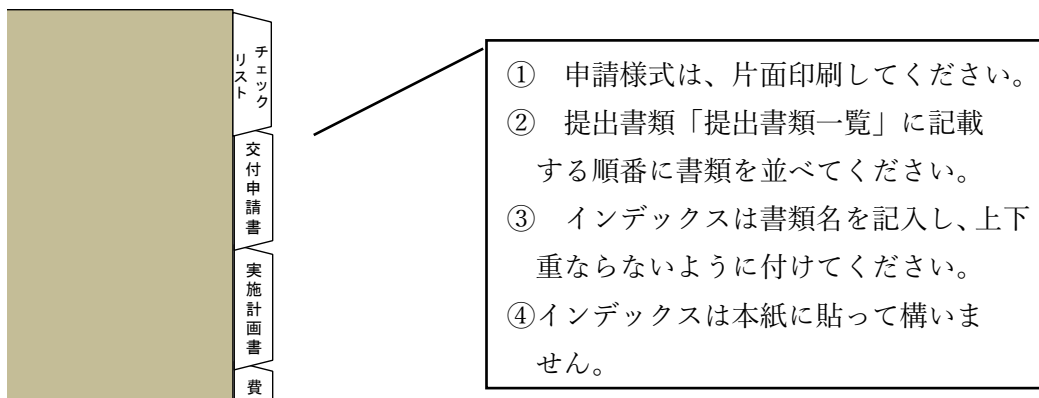 チェック
リスト
交付申請書
実施計画書
費
① 申請様式は、片面印刷してください。
② 提出書類「提出書類一覧」に記載
する順番に書類を並べてください。
③ インデックスは書類名を記入し、上下
重ならないように付けてください。
④インデックスは本紙に貼って構いま
せん。